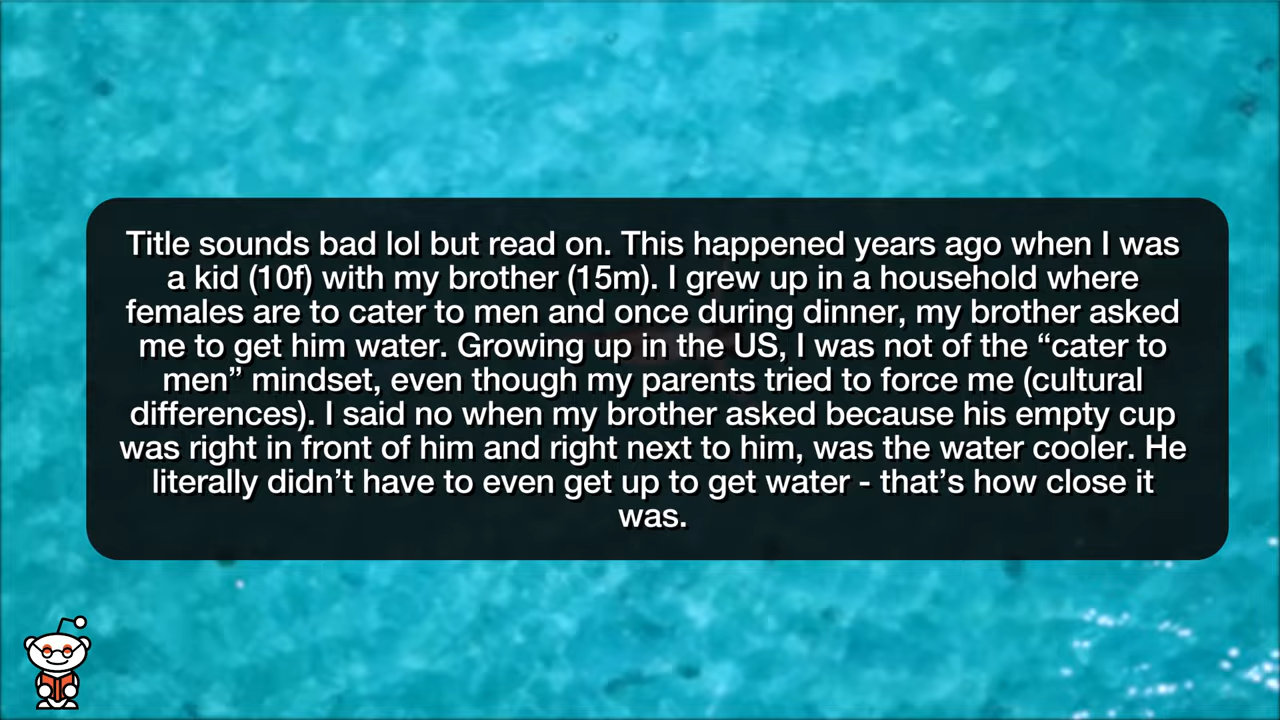 Title sounds bad lol but read on. This happened years ago when I was
a kid (10f) with my brother (15m). I grew up in a household where
females are to cater to men and once during dinner, my brother asked
me to get him water. Growing up in the US, I was not of the “cater to
men” mindset, even though my parents tried to force me (cultural
differences). I said no when my brother asked because his empty cup
was right in front of him and right next to him, was the water cooler. He
literally didn’t have to even get up to get water - that’s how close it
was.